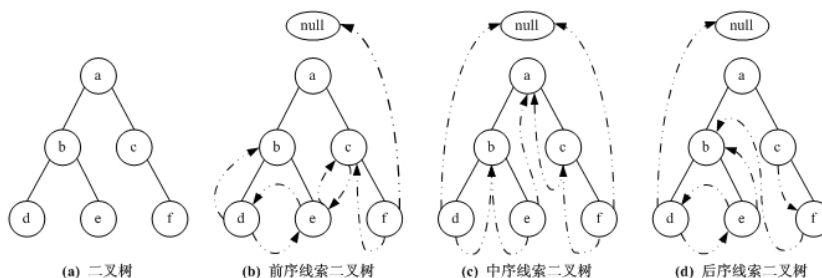 null null null
a a a a
b c b c b c b c
d e f d e f d e f d e f
(a) 二叉树 (b) 前序线索二叉树 (c) 中序线索二叉树 (d) 后序线索二叉树